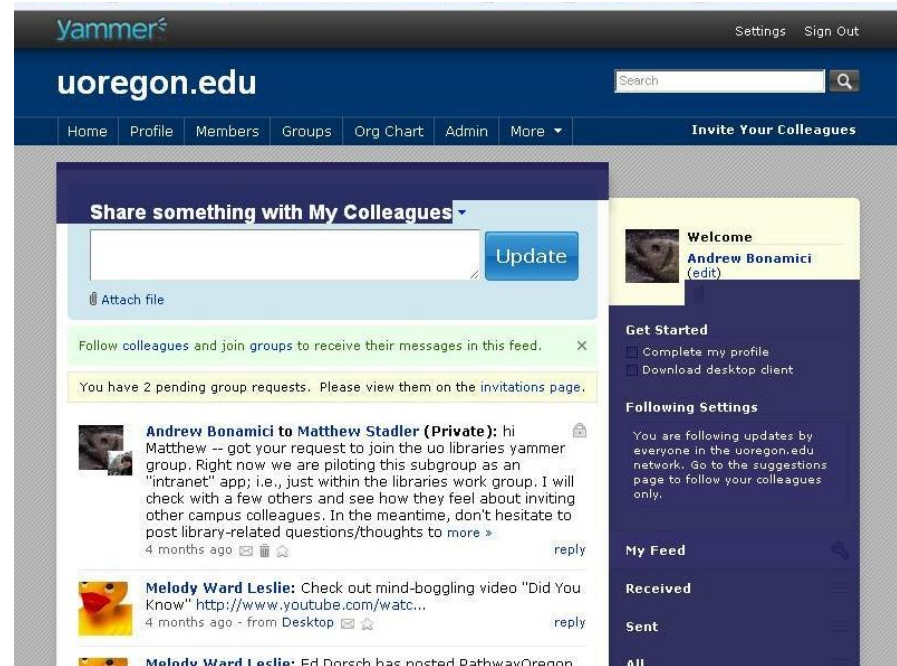 yammer
Settings Sign Out
uoregon.edu
Search
Home Profile Members Groups Org Chart Admin More
Invite Your Colleagues
Share something with My Colleagues
Update
Attach file
Follow colleagues and join groups to receive their messages in this feed.
You have 2 pending group requests. Please view them on the invitations page.
Andrew Bonamici to Matthew Stadler (Private): hi
Matthew -- got your request to join the uo libraries yammer
group. Right now we are piloting this subgroup as an
"intranet" app; i.e., just within the libraries work group. I will
check with a few others and see how they feel about inviting
other campus colleagues. In the meantime, don't hesitate to
post library-related questions/thoughts to more »
4 months ago reply
Melody Ward Leslie: Check out mind-boggling video "Did You
Know" http://www.youtube.com/watc...
4 months ago - from Desktop reply
Melody Ward Leslie: Ed Dorsch has posted PathwayOregon
Welcome
Andrew Bonamici
(edit)
Get Started
Complete my profile
Download desktop client
Following Settings
You are following updates by
everyone in the uoregon.edu
network. Go to the suggestions
page to follow your colleagues
only.
My Feed
Received
Sent
All